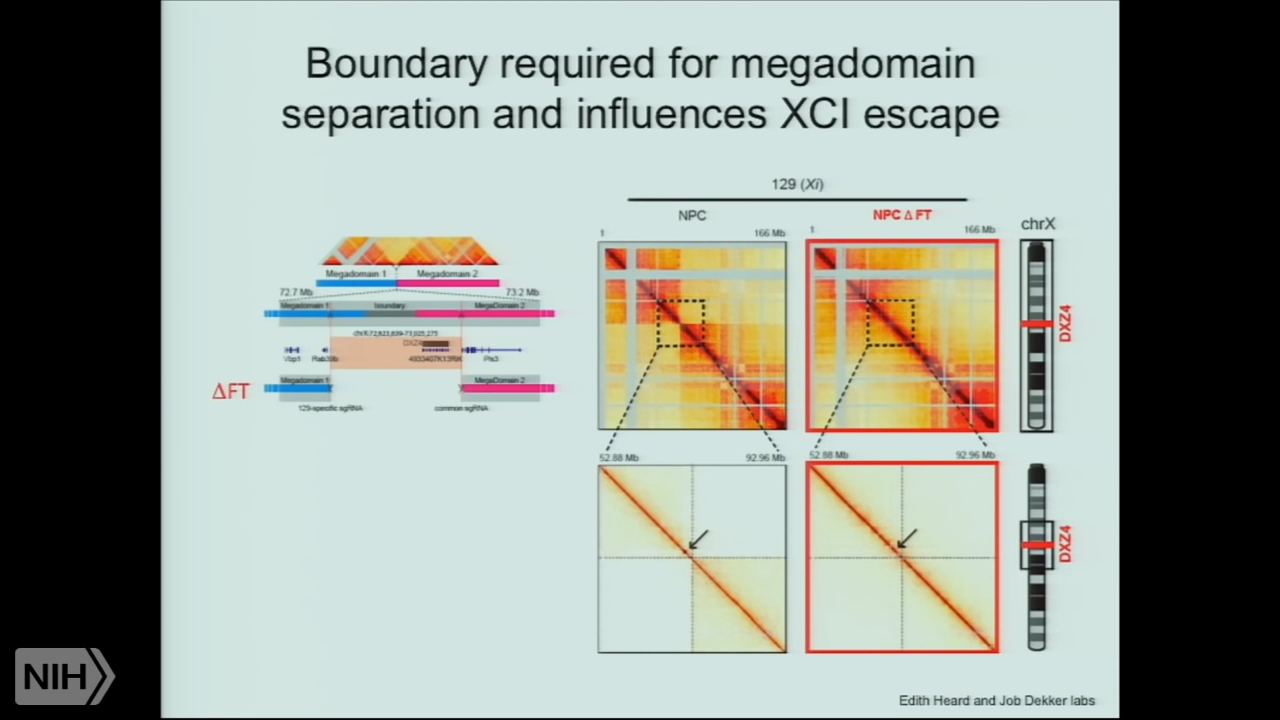 Boundary required for megadomain
separation and influences XCI escape
129 (Xi)
NPC
NPC Δ FT
chrX
1 166 Mb
1 166 Mb
DXZ4
Megadomain 1 Megadomain 2
72.7 Mb 73.2 Mb
Megadomain 1 boundary MegaDomain 2
chrX:72,923,639-73,025,275
DXZ4
Vbp1
Pls3
ΔFT
Megadomain 1 MegaDomain 2
129-specific sgRNA common sgRNA
52.88 Mb 92.96 Mb
52.88 Mb 92.96 Mb
DXZ4
Edith Heard and Job Dekker labs
NIH